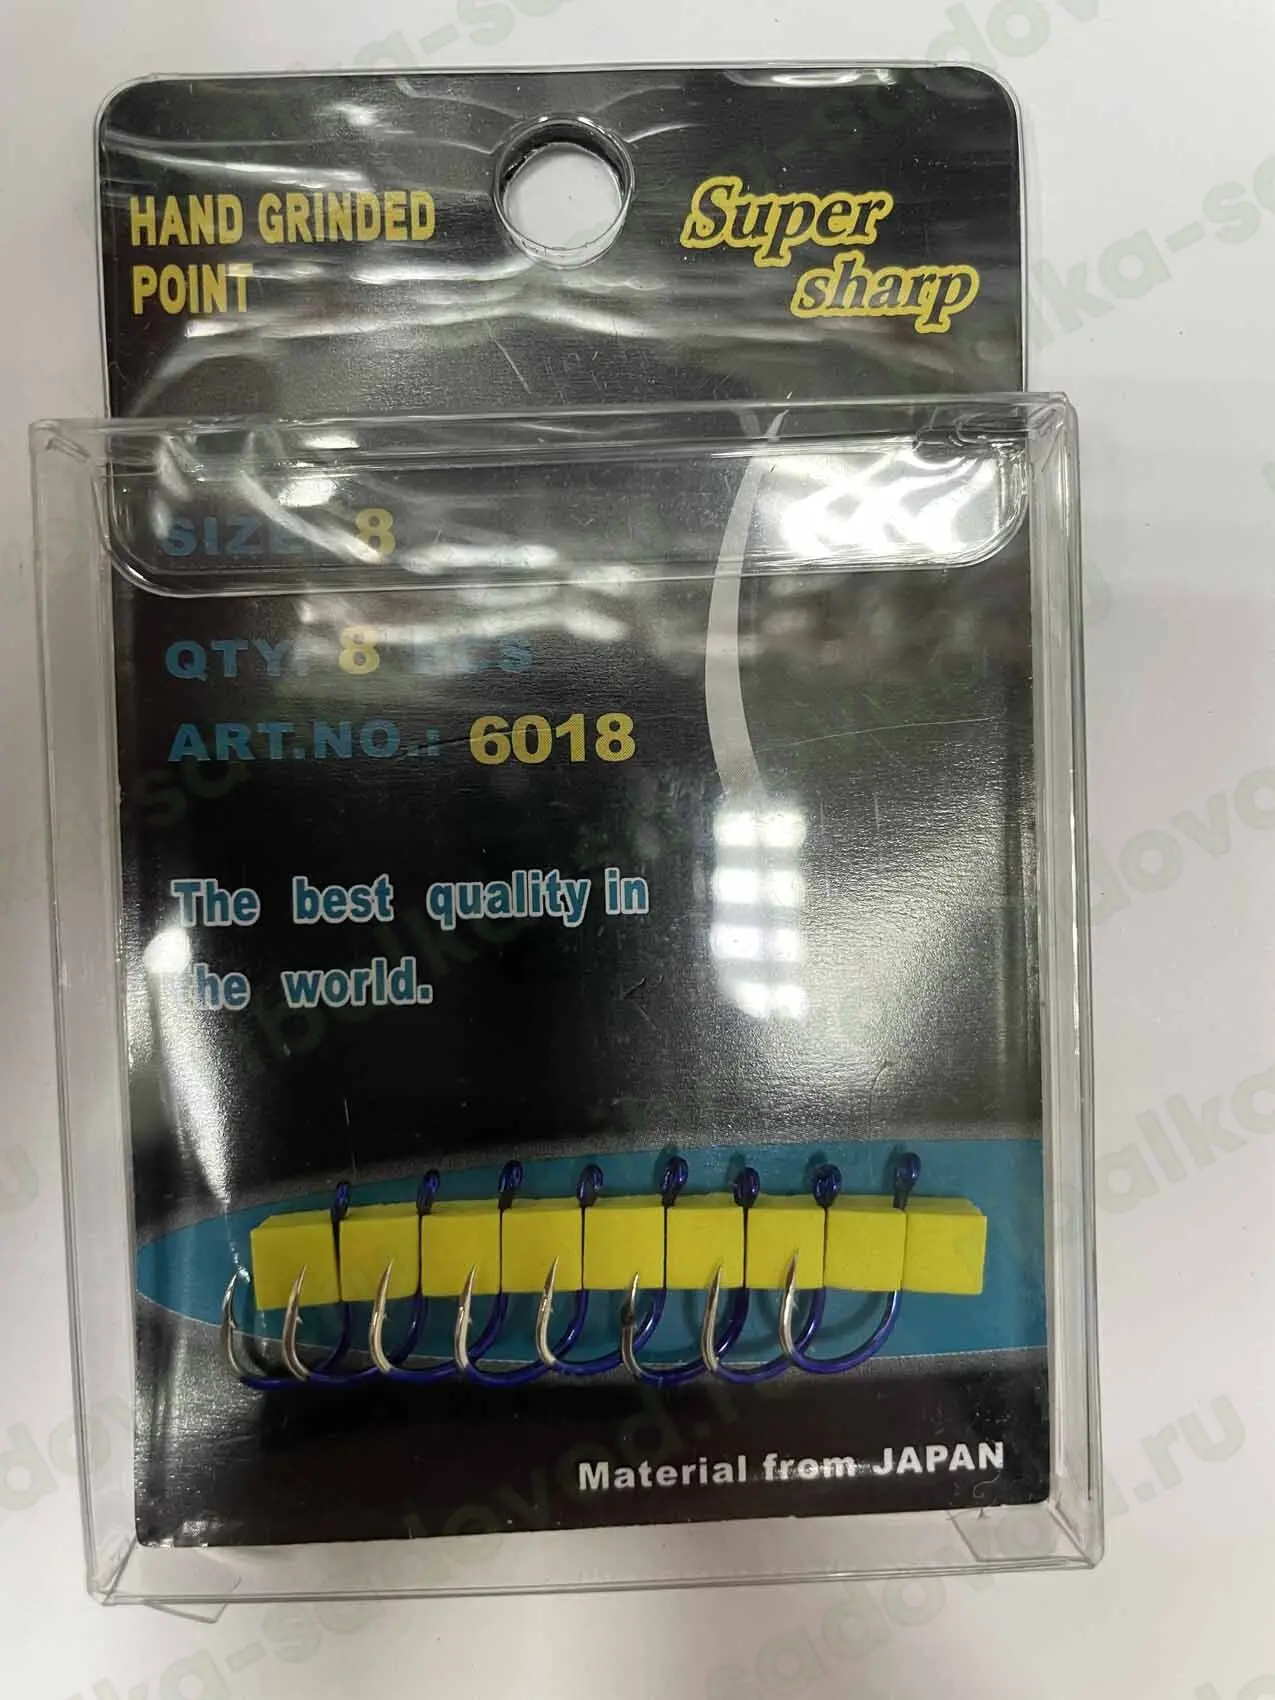 HAND GRINDED
POINT
Super
sharp
SIZE: 8
QTY: 8 PCS
ART.NO.: 6018
The best quality in
the world.
Material from JAPAN